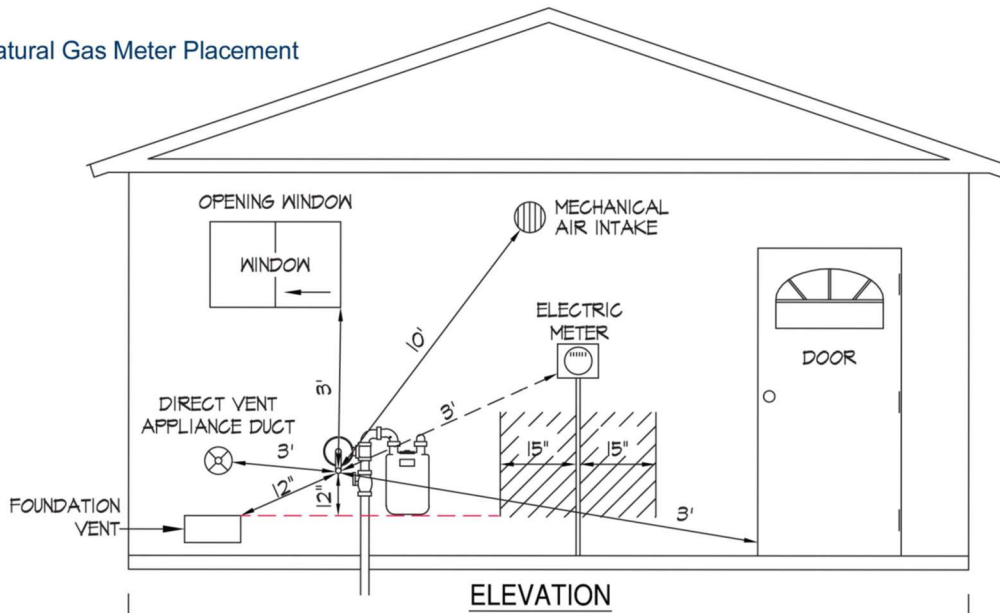 atural Gas Meter Placement
OPENING WINDOW
WINDOW
MECHANICAL
AIR INTAKE
ELECTRIC
METER
DOOR
10'
3'
3'
DIRECT VENT
APPLIANCE DUCT
3'
15"
15"
12"
12"
FOUNDATION
VENT
3'
ELEVATION